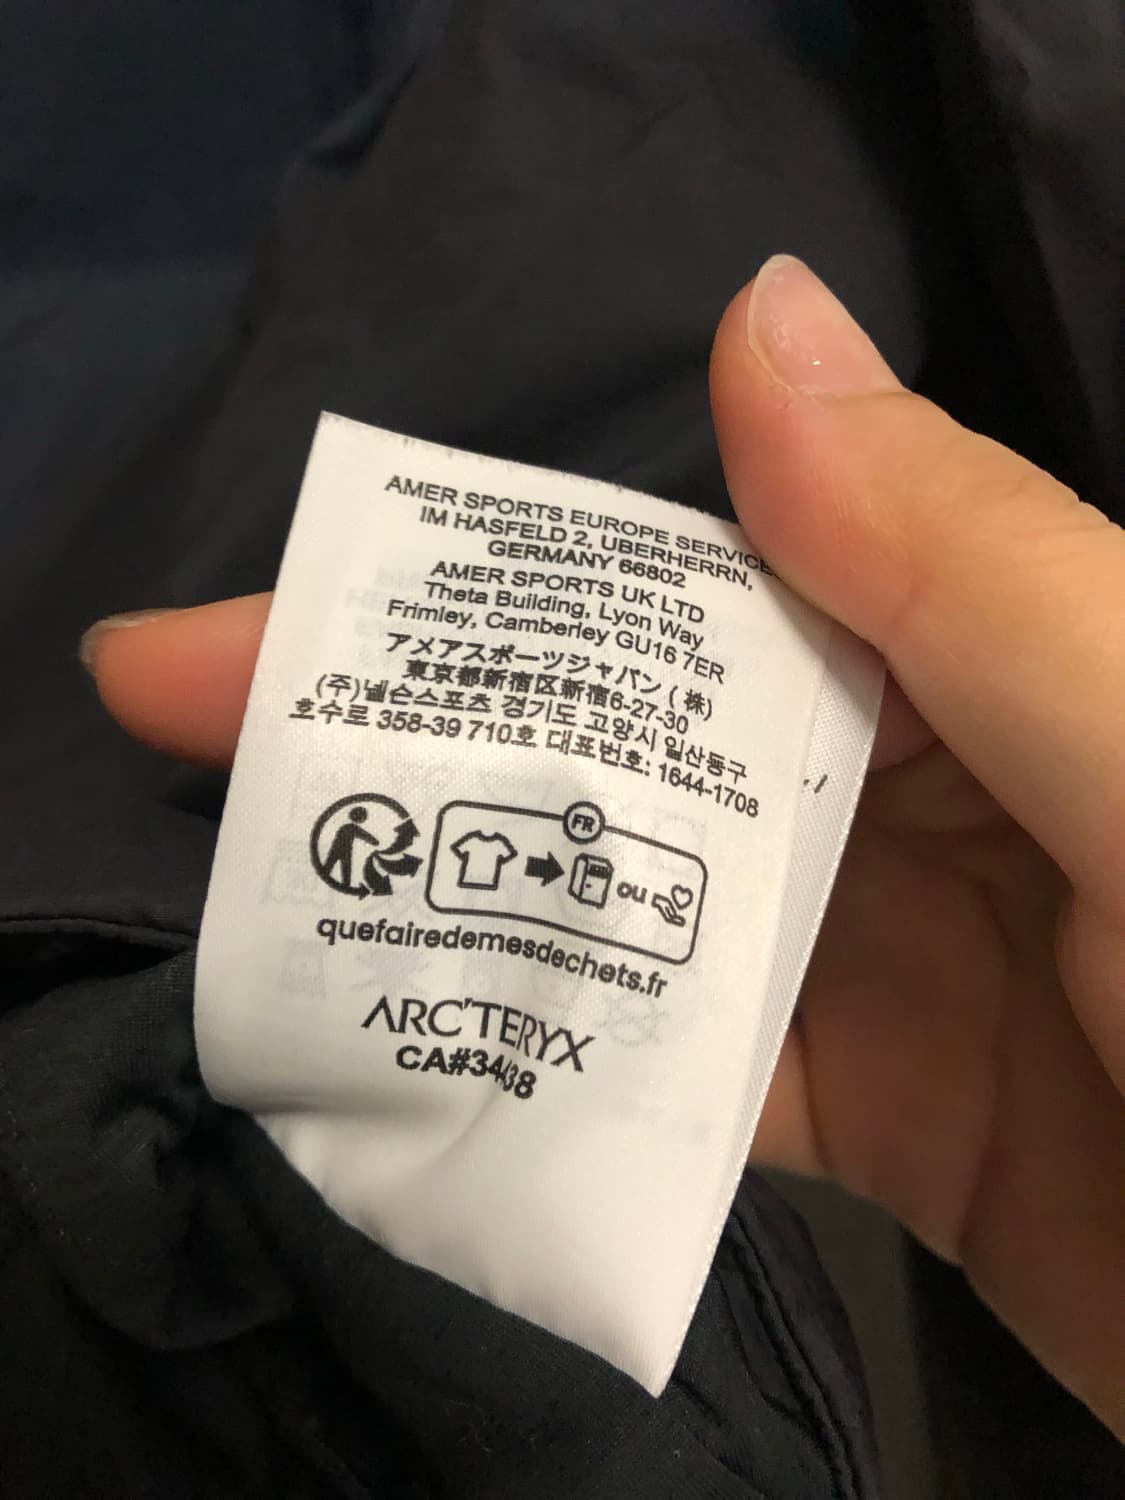 AMER SPORTS EUROPE SERVICE
IM HASFELD 2, UBERHERRN,
GERMANY 66802
AMER SPORTS UK LTD
Theta Building, Lyon Way
Frimley, Camberley GU16 7ER
アメアスポーツジャパン (株)
東京都新宿区新宿6-27-30
(주)넬슨스포츠 경기도 고양시 일산동구
호수로 358-39 710호 대표번호: 1644-1708
FR
ou
quefairedemesdechets.fr
ARC'TERYX